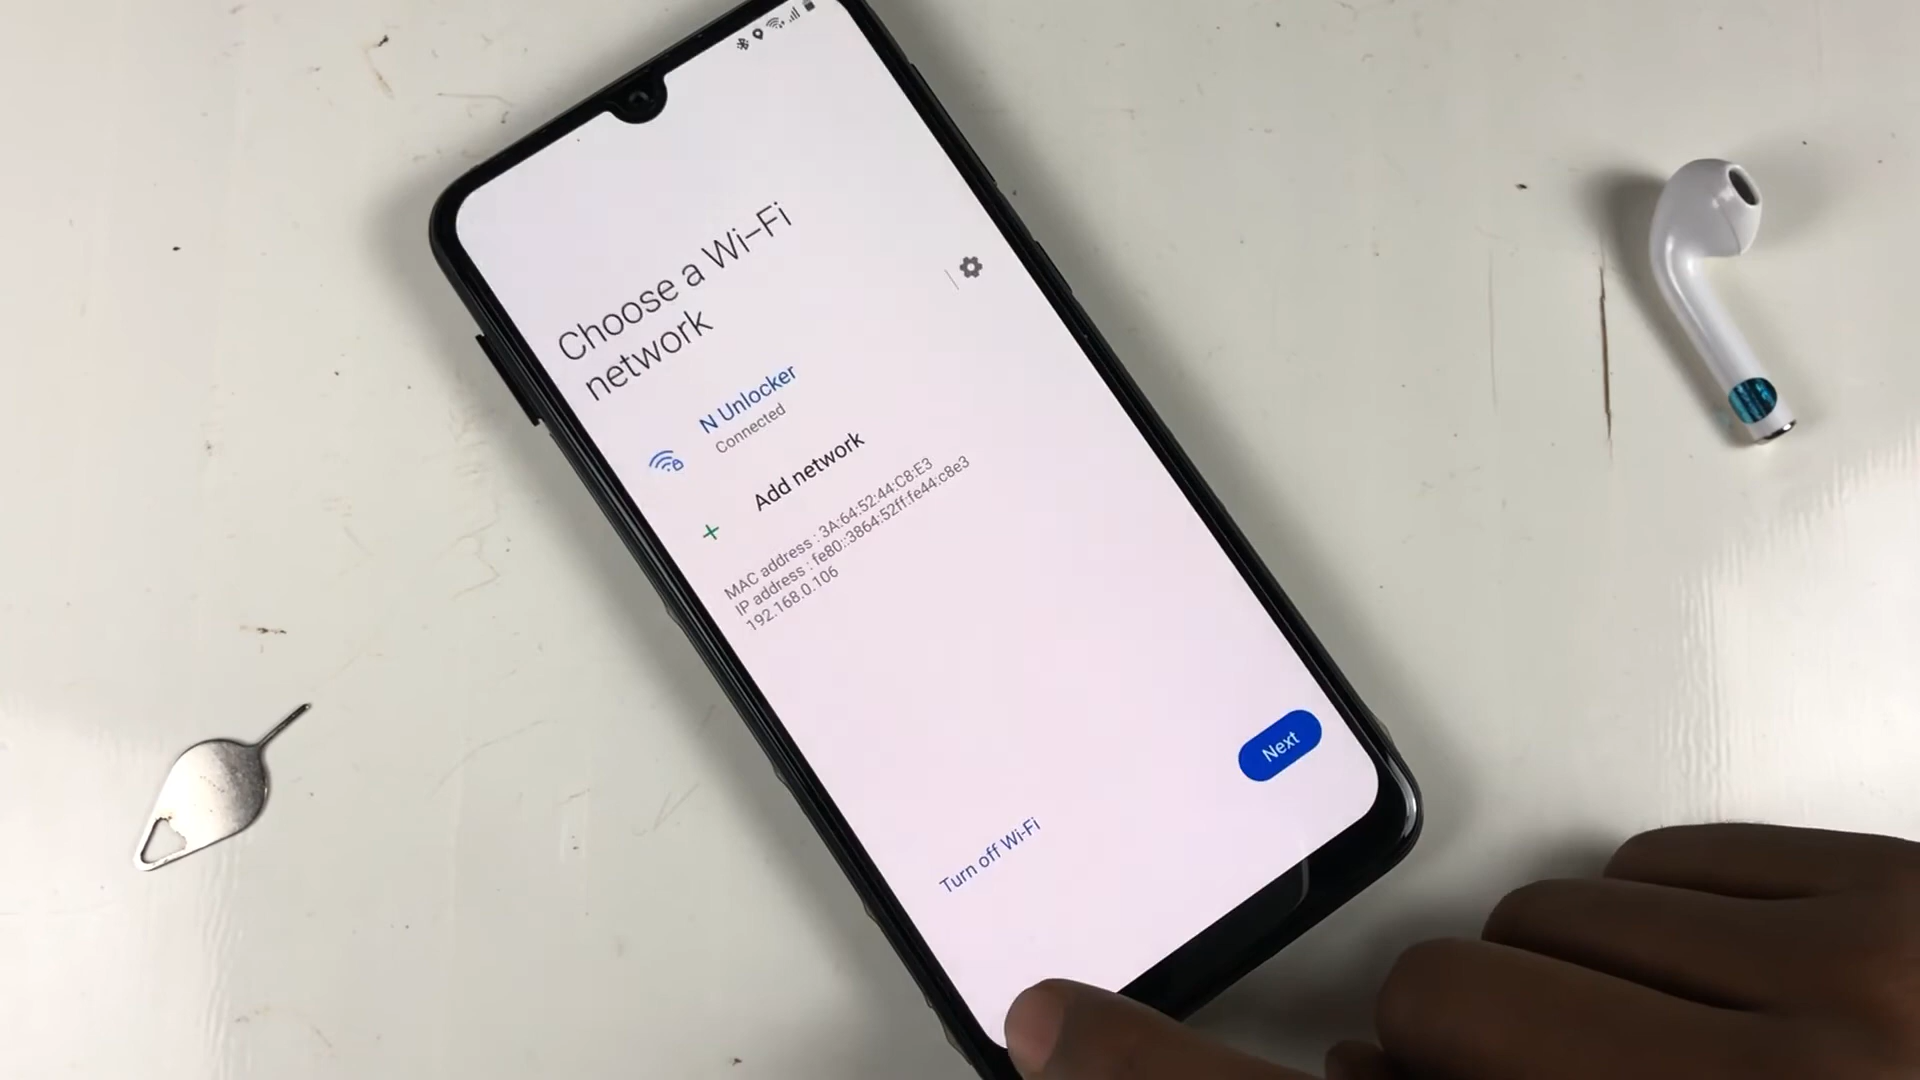 Choose a Wi-Fi
network
N Unlocker
Connected
Add network
MAC address : 3A:64:52:44:C8:E3
IP address : fe80::3864:52ff:fe44:c8e3
192.168.0.106
Next
Turn off Wi-Fi